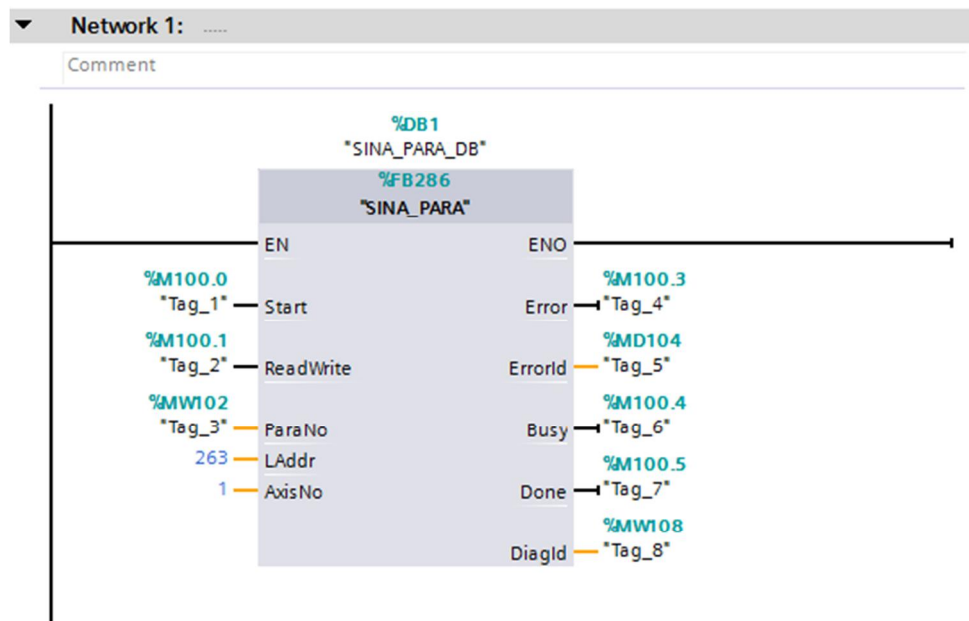 Network 1: .....
Comment
%DB1
"SINA_PARA_DB"
%FB286
"SINA_PARA"
EN ENO
%M100.0 %M100.3
"Tag_1" Start Error "Tag_4"
%M100.1 %MD104
"Tag_2" ReadWrite ErrorId "Tag_5"
%MW102 %M100.4
"Tag_3" ParaNo Busy "Tag_6"
263 LAddr %M100.5
1 AxisNo Done "Tag_7"
%MW108
DiagId "Tag_8"